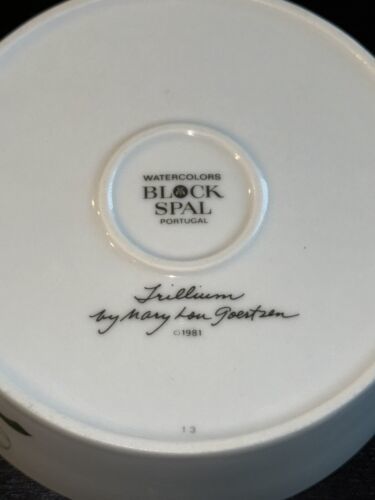 WATERCOLORS
BLOCK
SPAL
PORTUGAL
Trillium
by Mary Lou Goertzen
©1981
13